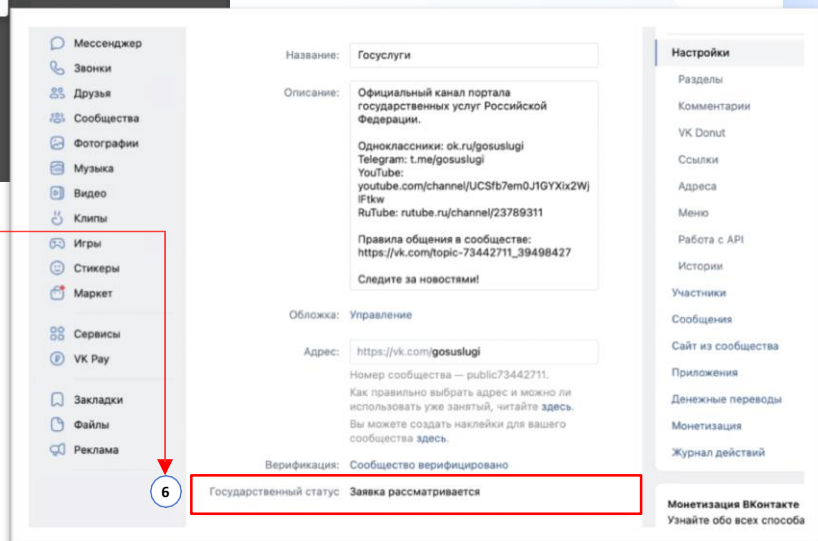 Мессенджер
Звонки
Друзья
Сообщества
Фотографии
Музыка
Видео
Клипы
Игры
Стикеры
Маркет
Сервисы
VK Pay
Закладки
Файлы
Реклама
Название: Госуслуги
Описание: Официальный канал портала
государственных услуг Российской
Федерации.
Одноклассники: ok.ru/gosuslugi
Telegram: t.me/gosuslugi
YouTube:
youtube.com/channel/UCSfb7em0J1GYXix2Wj
lFtkw
RuTube: rutube.ru/channel/23789311
Правила общения в сообществе:
https://vk.com/topic-73442711_39498427
Следите за новостями!
Обложка: Управление
Адрес: https://vk.com/gosuslugi
Номер сообщества — public73442711.
Как правильно выбрать адрес и можно ли
использовать уже занятый, читайте здесь.
Вы можете создать наклейки для вашего
сообщества здесь.
Верификация: Сообщество верифицировано
6 Государственный статус Заявка рассматривается
Настройки
Разделы
Комментарии
VK Donut
Ссылки
Адреса
Меню
Работа с API
Истории
Участники
Сообщения
Сайт из сообщества
Приложения
Денежные переводы
Монетизация
Журнал действий
Монетизация ВКонтакте
Узнайте обо всех способа